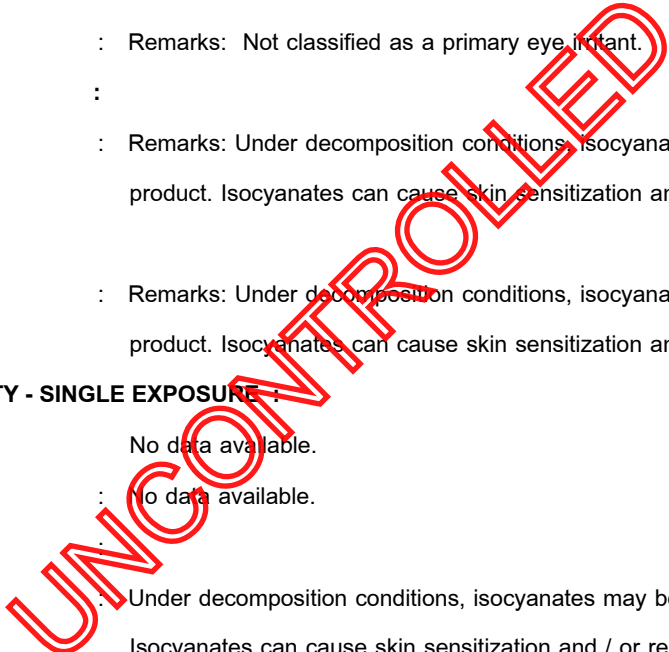 : Remarks: Not classified as a primary eye irritant.
:
: Remarks: Under decomposition conditions, isocyana
product. Isocyanates can cause skin sensitization an
: Remarks: Under decomposition conditions, isocyana
product. Isocyanates can cause skin sensitization an
TY - SINGLE EXPOSURE :
No data available.
: No data available.
:
: Under decomposition conditions, isocyanates may be
Isocyanates can cause skin sensitization and / or re
UNCONTROLLED